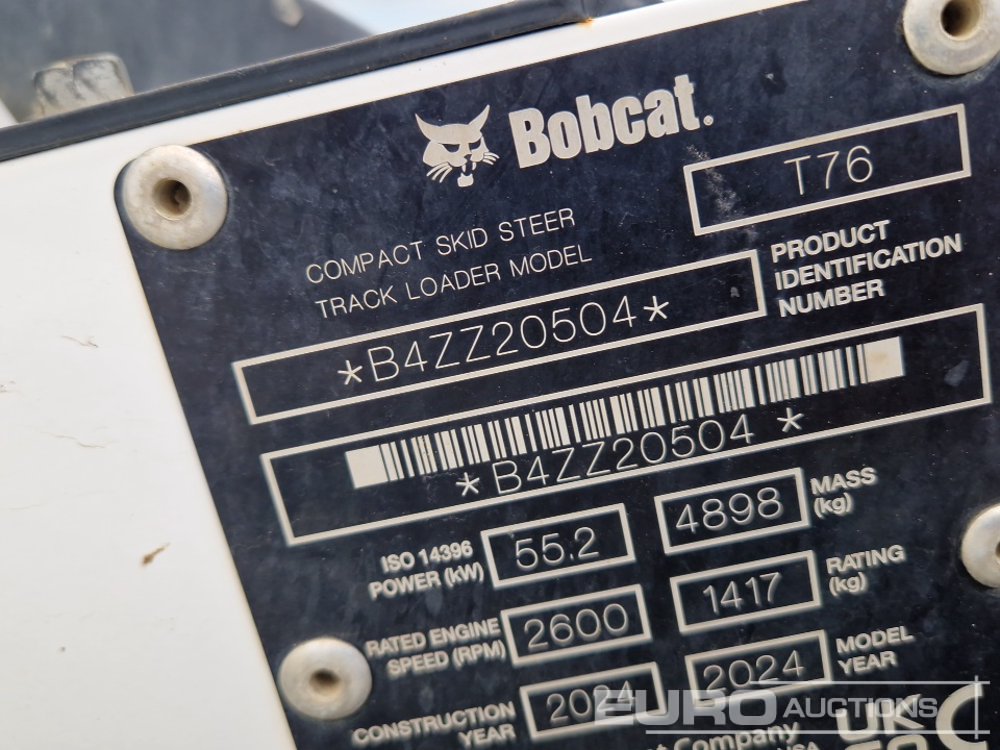 Bobcat.
T76
COMPACT SKID STEER
TRACK LOADER MODEL
PRODUCT
IDENTIFICATION
NUMBER
*B4ZZ20504*
*B4ZZ20504 *
ISO 14396
POWER (kW)
55.2
4898
MASS
(kg)
RATED ENGINE
SPEED (RPM)
2600
1417
RATING
(kg)
CONSTRUCTION
YEAR
2024
2024
MODEL
YEAR
EURO AUCTIONS
Company
UK